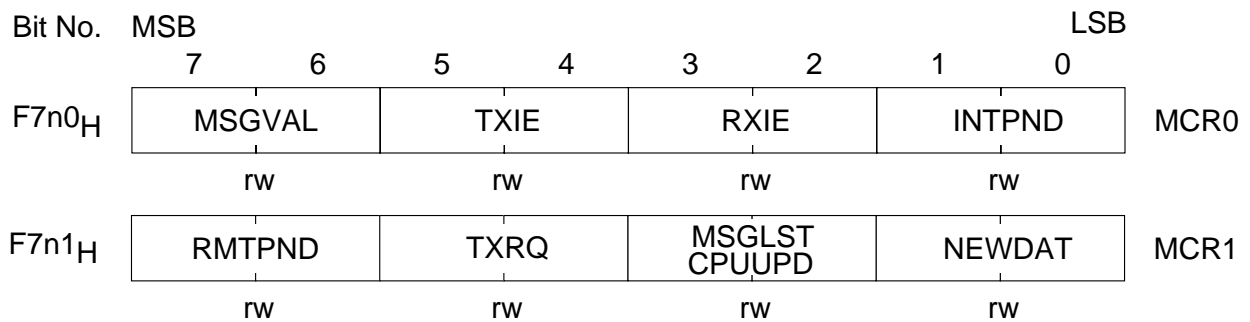 Bit No. MSB LSB
7 6 5 4 3 2 1 0
F7n0H MSGVAL TXIE RXIE INTPND MCR0
rw rw rw rw
F7n1H RMTPND TXRQ MSGLST CPUUPD NEWDAT MCR1
rw rw rw rw